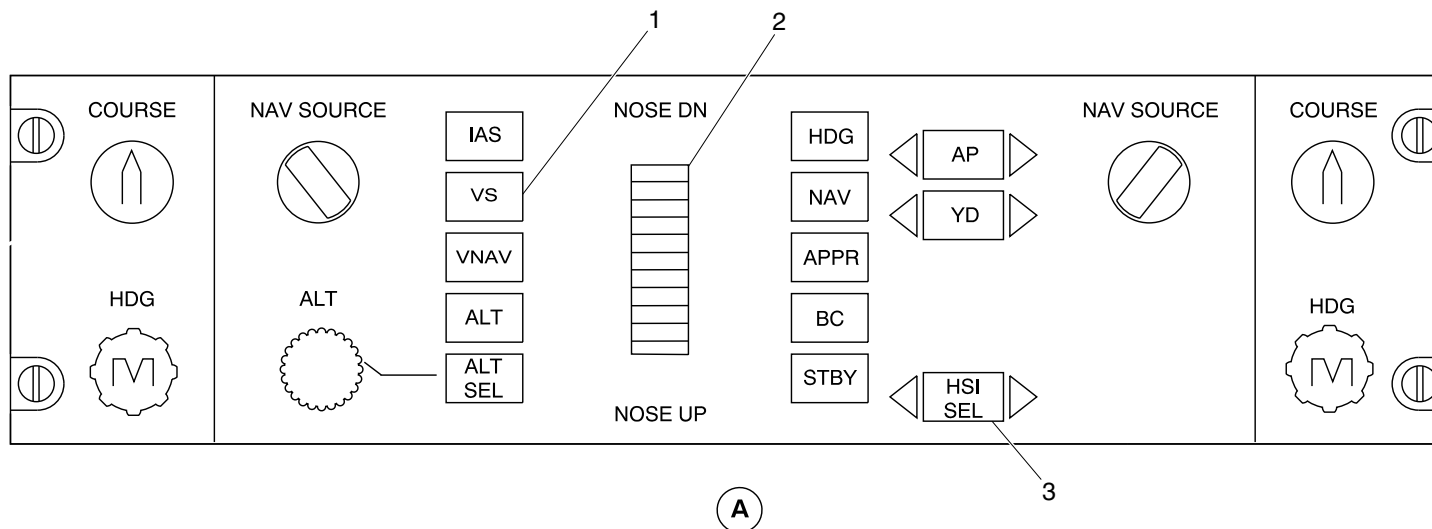 1
2
COURSE
NAV SOURCE
IAS
NOSE DN
HDG
AP
NAV SOURCE
COURSE
VS
NAV
YD
VNAV
APPR
HDG
ALT
ALT
BC
HDG
ALT
SEL
STBY
HSI
SEL
NOSE UP
3
A